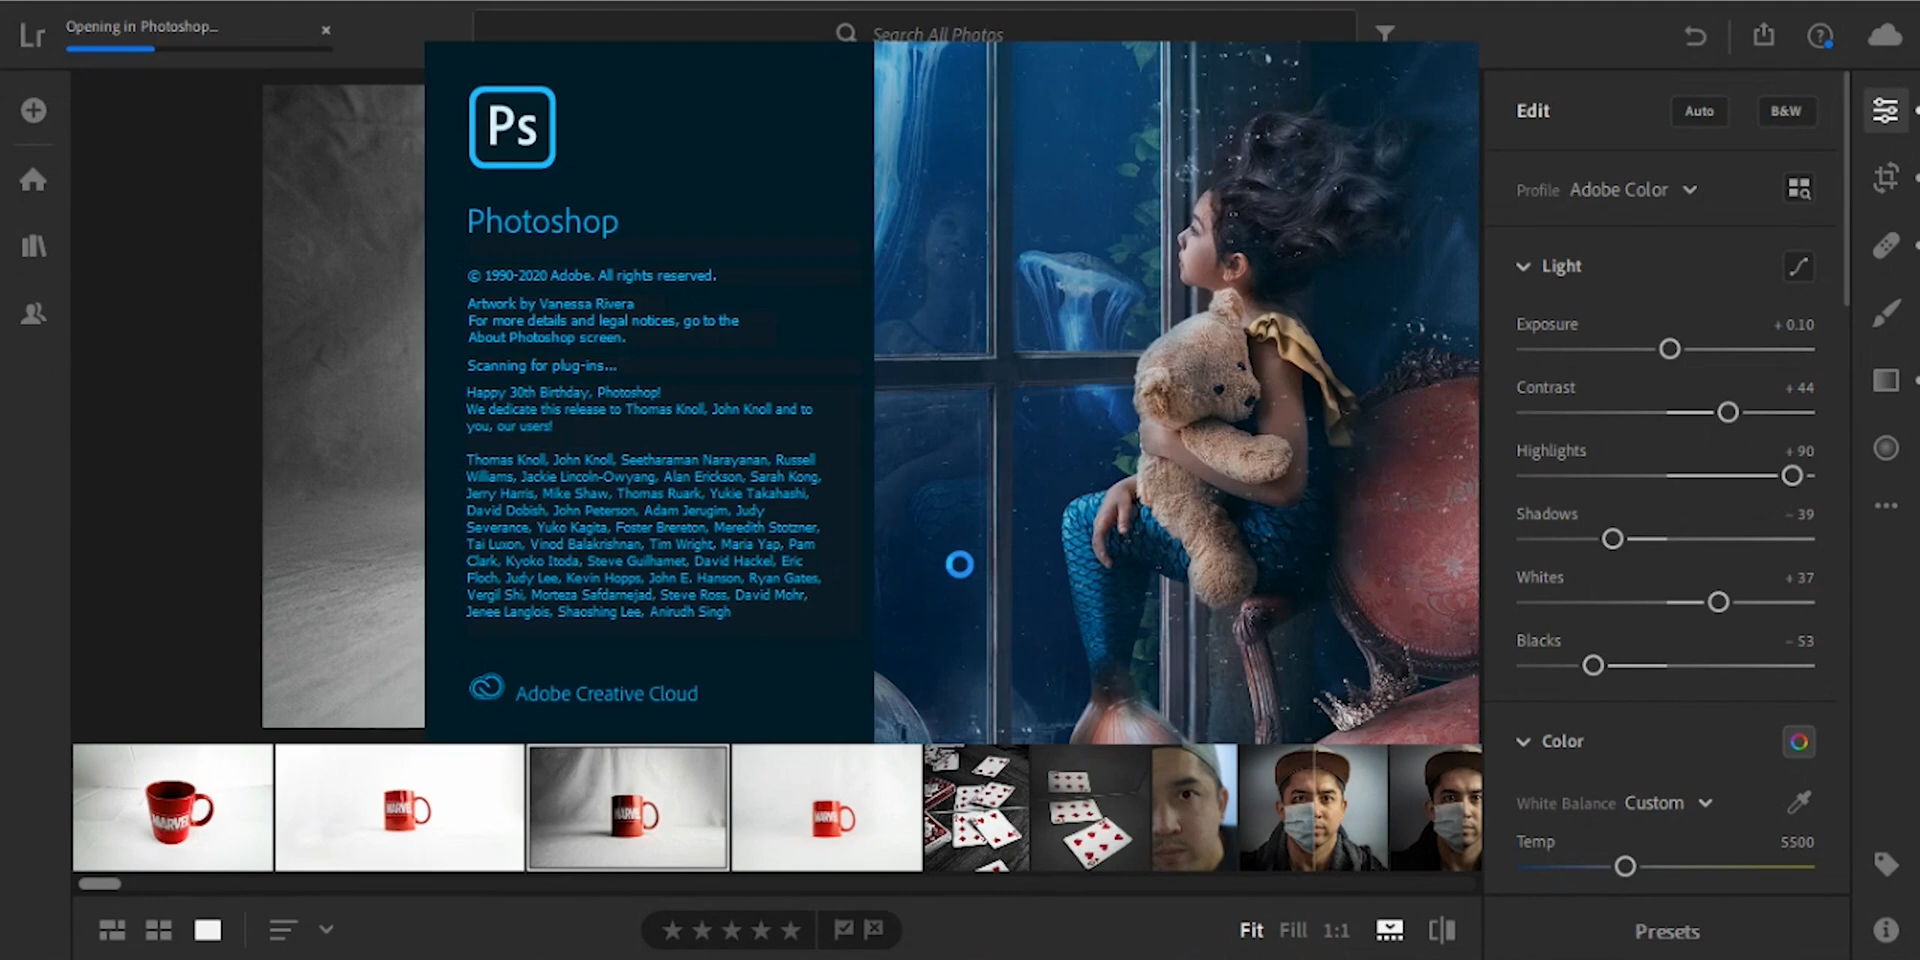 Lr
Opening in Photoshop...
Search All Photos
Ps
Photoshop
© 1990-2020 Adobe. All rights reserved.
Artwork by Vanessa Rivera
For more details and legal notices, go to the
About Photoshop screen.
Scanning for plug-ins...
Happy 30th Birthday, Photoshop!
We dedicate this release to Thomas Knoll, John Knoll and to
you, our users!
Thomas Knoll, John Knoll, Seetharaman Narayanan, Russell
Williams, Jackie Lincoln-Owyang, Alan Erickson, Sarah Kong,
Jerry Harris, Mike Shaw, Thomas Ruark, Yukie Takahashi,
David Dobish, John Peterson, Adam Jerugim, Judy
Severance, Yuko Kagita, Foster Brereton, Meredith Stotzner,
Tai Luxon, Vinod Balakrishnan, Tim Wright, Maria Yap, Pam
Clark, Kyoko Itoda, Steve Guilhamet, David Hackel, Eric
Floch, Judy Lee, Kevin Hopps, John E. Hanson, Ryan Gates,
Vergil Shi, Morteza Safdarnejad, Steve Ross, David Mohr,
Jenee Langlois, Shaoshing Lee, Anirudh Singh
Adobe Creative Cloud
Edit
Auto
B&W
Profile Adobe Color
Light
Exposure + 0.10
Contrast + 44
Highlights + 90
Shadows - 39
Whites + 37
Blacks - 53
Color
White Balance Custom
Temp 5500
MARVEL
MARVEL
MARVEL
MARVEL
Fit Fill 1:1
Presets